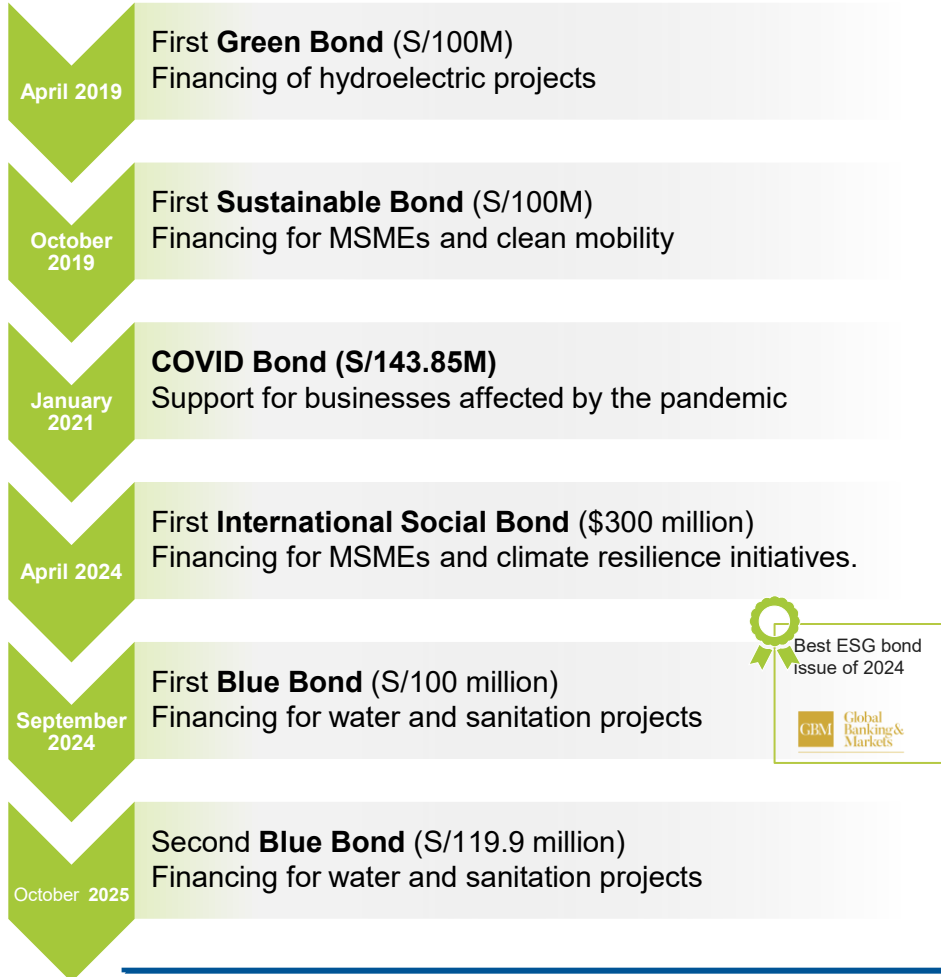 April 2019
First Green Bond (S/100M)
Financing of hydroelectric projects
October
2019
First Sustainable Bond (S/100M)
Financing for MSMEs and clean mobility
January
2021
COVID Bond (S/143.85M)
Support for businesses affected by the pandemic
April 2024
First International Social Bond ($300 million)
Financing for MSMEs and climate resilience initiatives.
September
2024
First Blue Bond (S/100 million)
Financing for water and sanitation projects
Best ESG bond
issue of 2024
GBM
Global
Banking&
Markets
October 2025
Second Blue Bond (S/119.9 million)
Financing for water and sanitation projects